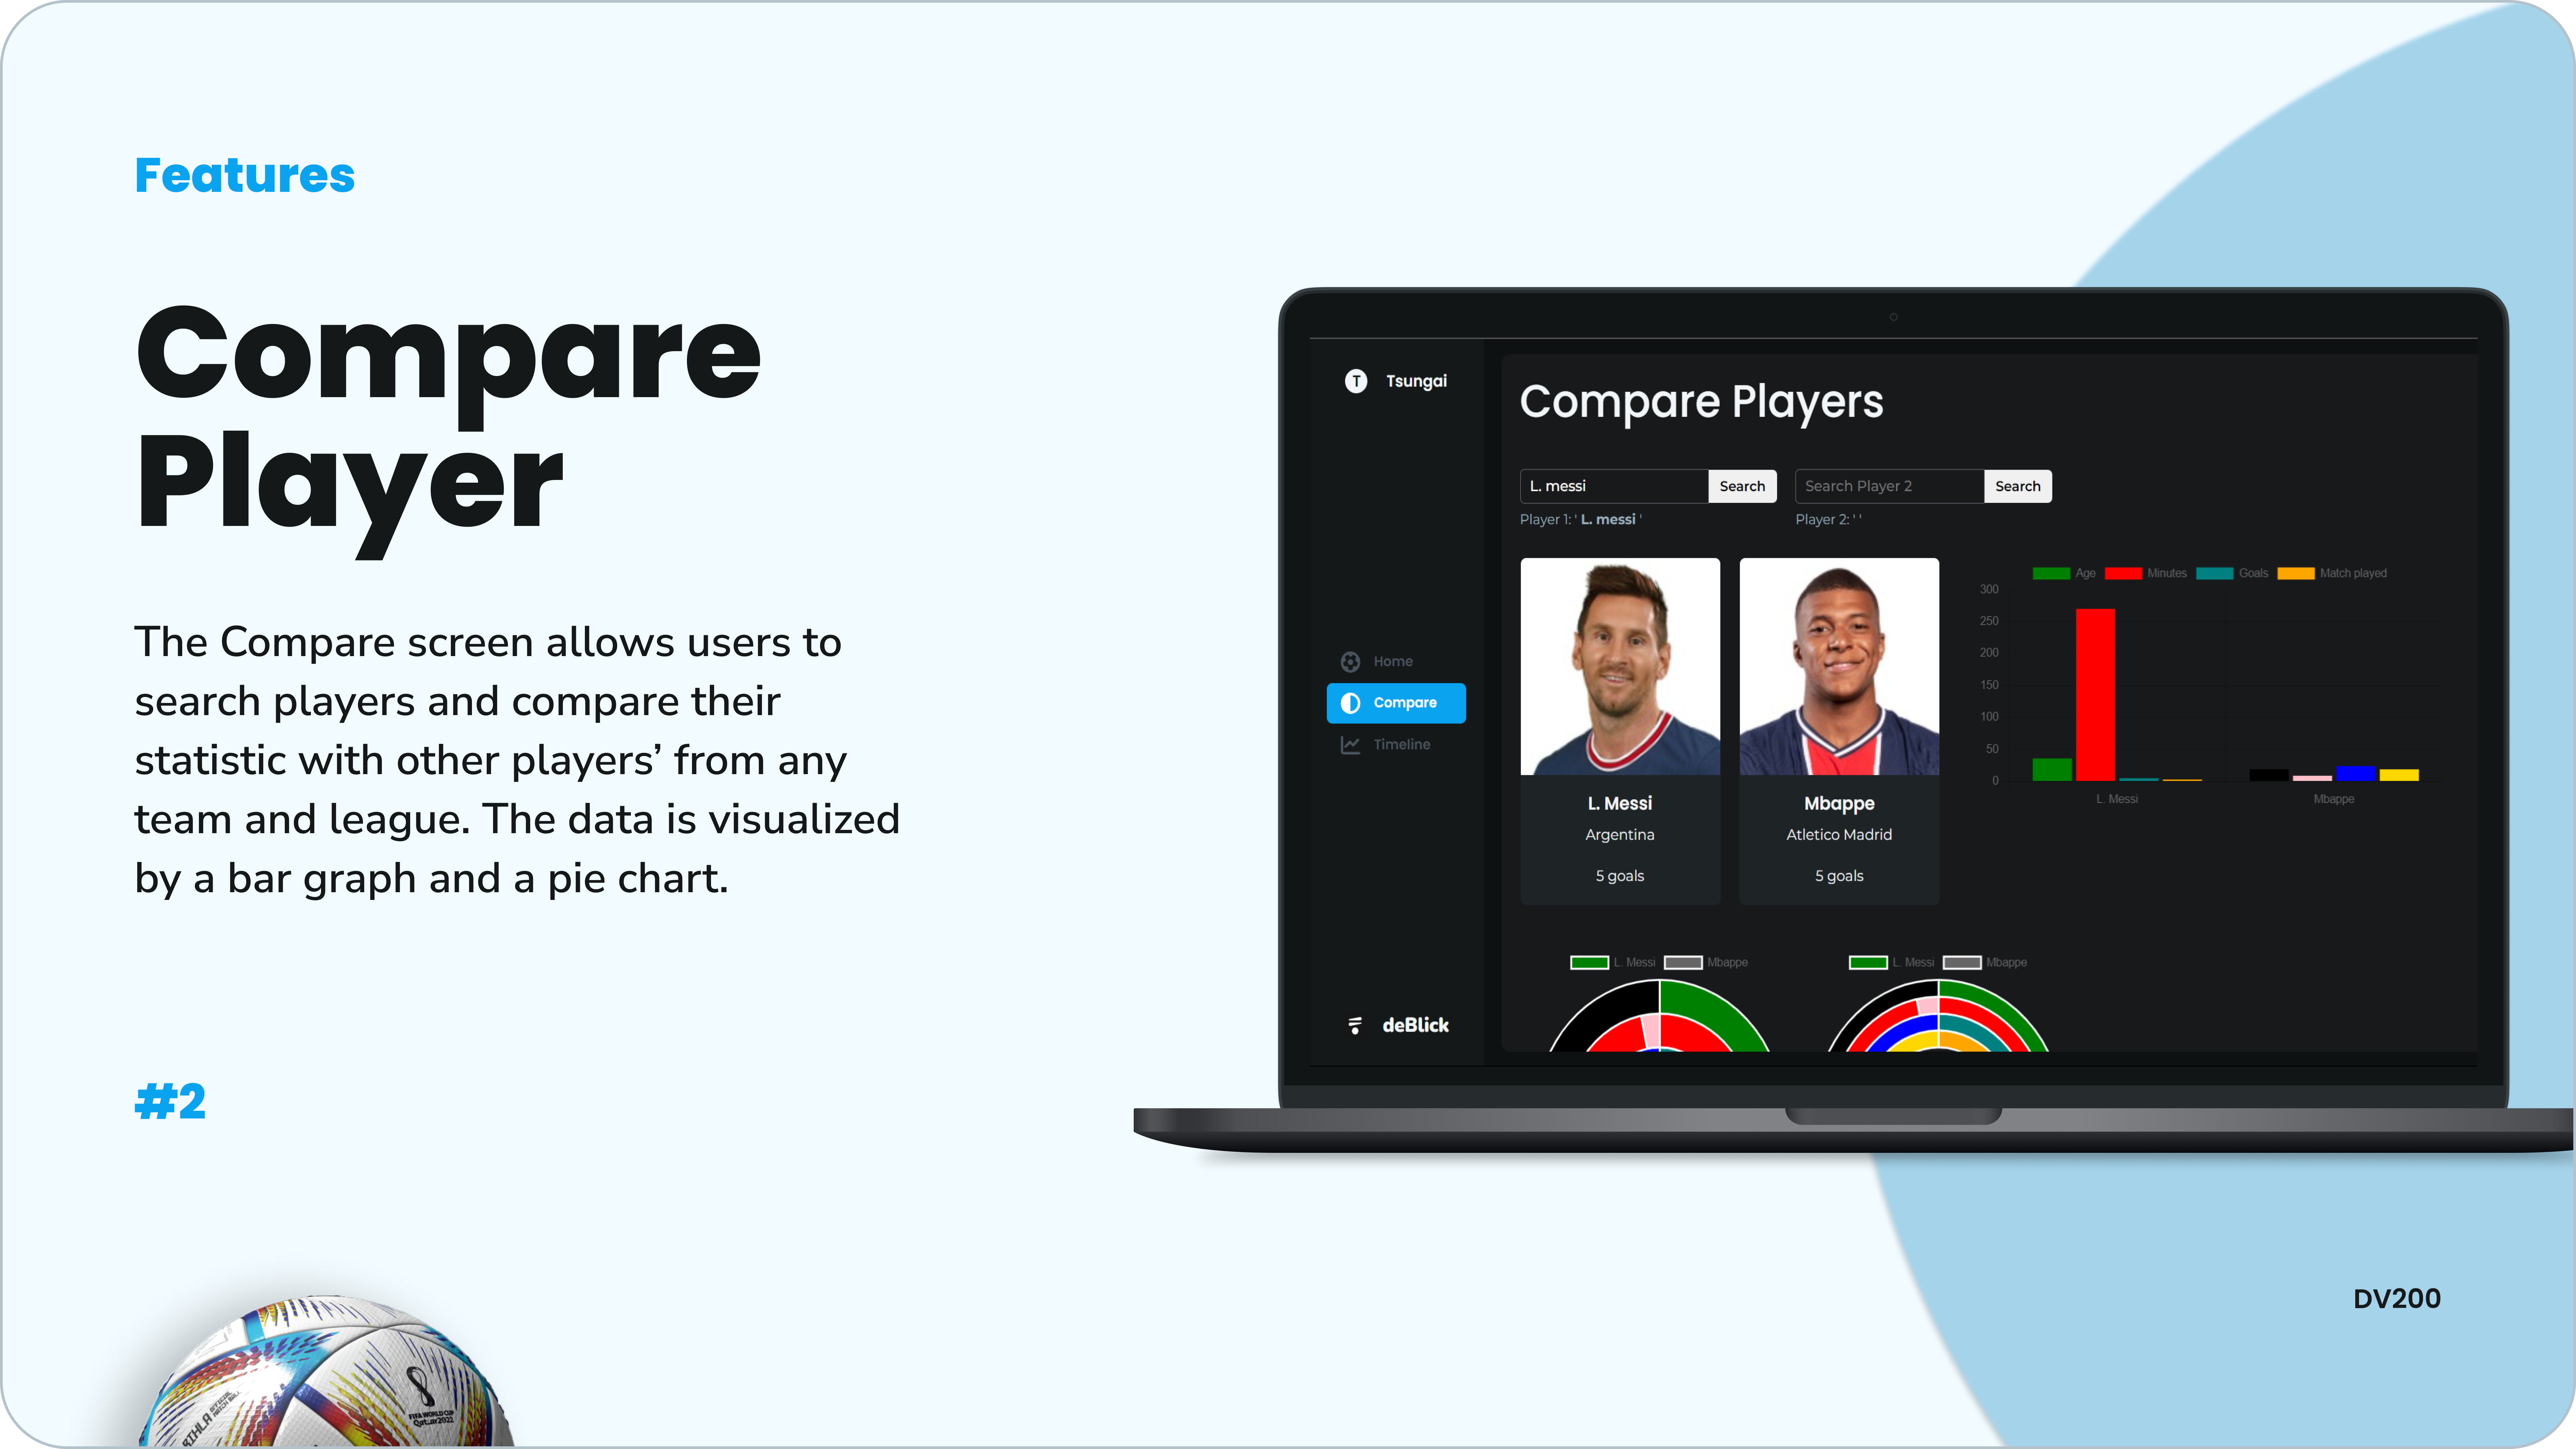 Features
Compare
Player
The Compare screen allows users to
search players and compare their
statistic with other players’ from any
team and league. The data is visualized
by a bar graph and a pie chart.
#2
T Tsungai
Home
Compare
Timeline
deBlick
Compare Players
L. messi Search Search Player 2 Search
Player 1: ' L. messi ' Player 2: ' '
L. Messi
Argentina
5 goals
Mbappe
Atletico Madrid
5 goals
Age Minutes Goals Match played
300
250
200
150
100
50
0
L. Messi Mbappe
L. Messi Mbappe
L. Messi Mbappe
FIFA WORLD CUP
Qatar2022
DV200